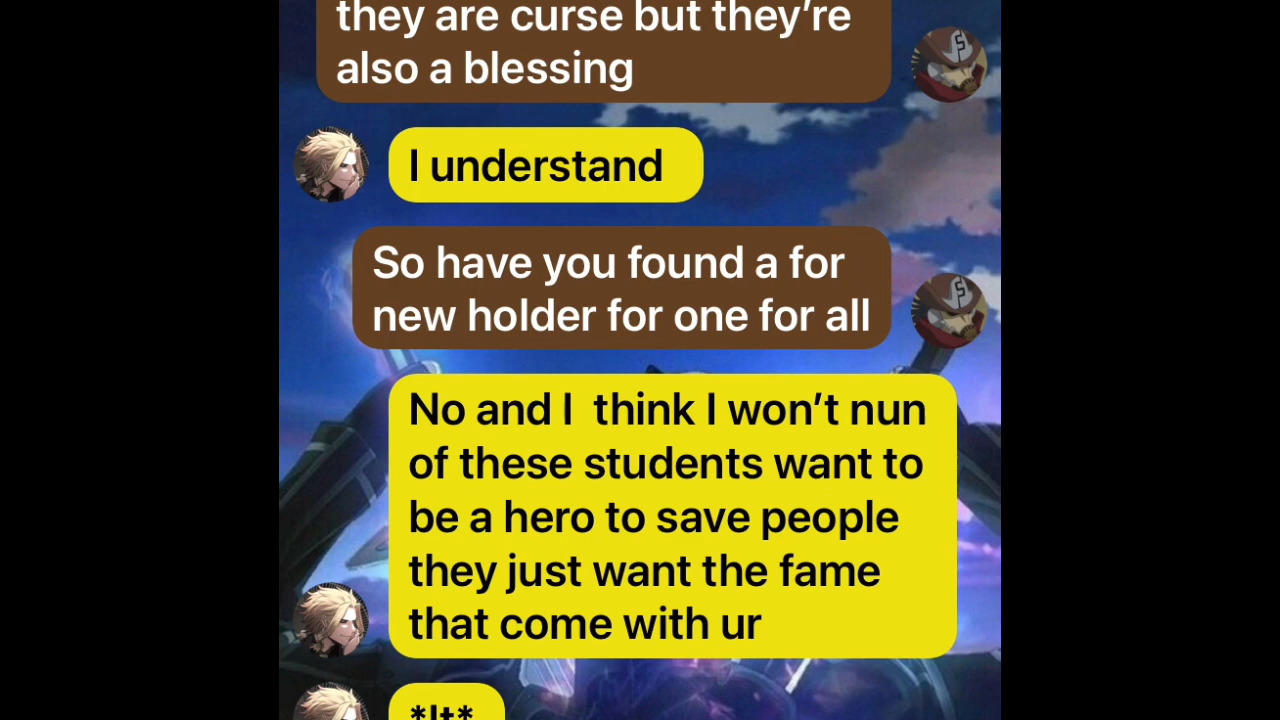 they are curse but they’re
also a blessing
I understand
So have you found a for
new holder for one for all
No and I  think I won’t nun
of these students want to
be a hero to save people
they just want the fame
that come with ur
*It*